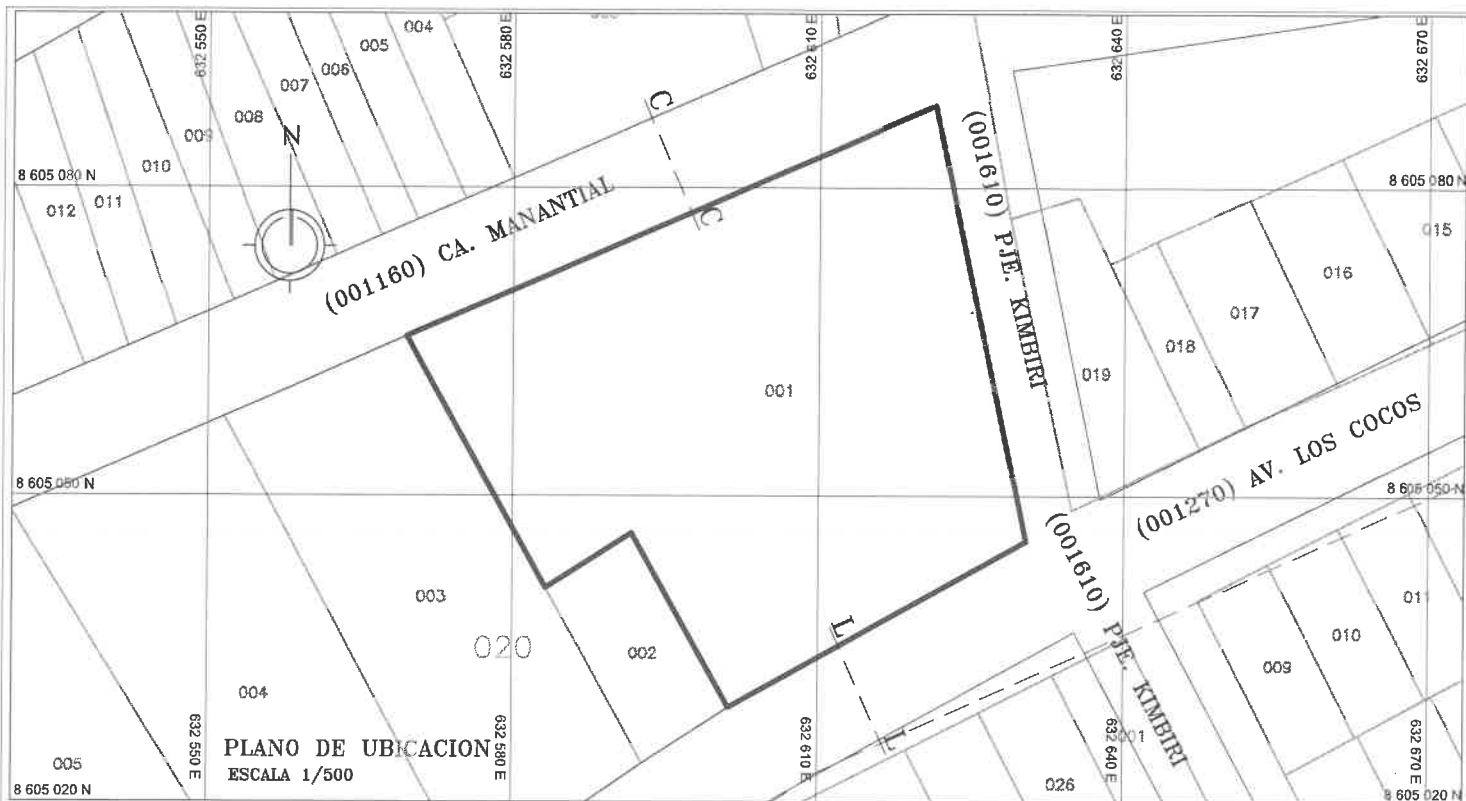 632 550 E
632 580 E
632 610 E
632 640 E
632 670 E
004
005
006
007
008
009
010
011
012
N
8 605 080 N
8 605 080 N
C
C
(001160) CA. MANANTIAL
(001610) PJE. KIMBIRI
015
016
017
018
019
001
8 605 050 N
8 605 050 N
(001270) AV. LOS COCOS
(001610) PJE. KIMBIRI
003
020
002
004
005
L
L
009
010
011
001
026
PLANO DE UBICACION
ESCALA 1/500
632 550 E
632 580 E
632 610 E
632 640 E
632 670 E
8 605 020 N
8 605 020 N